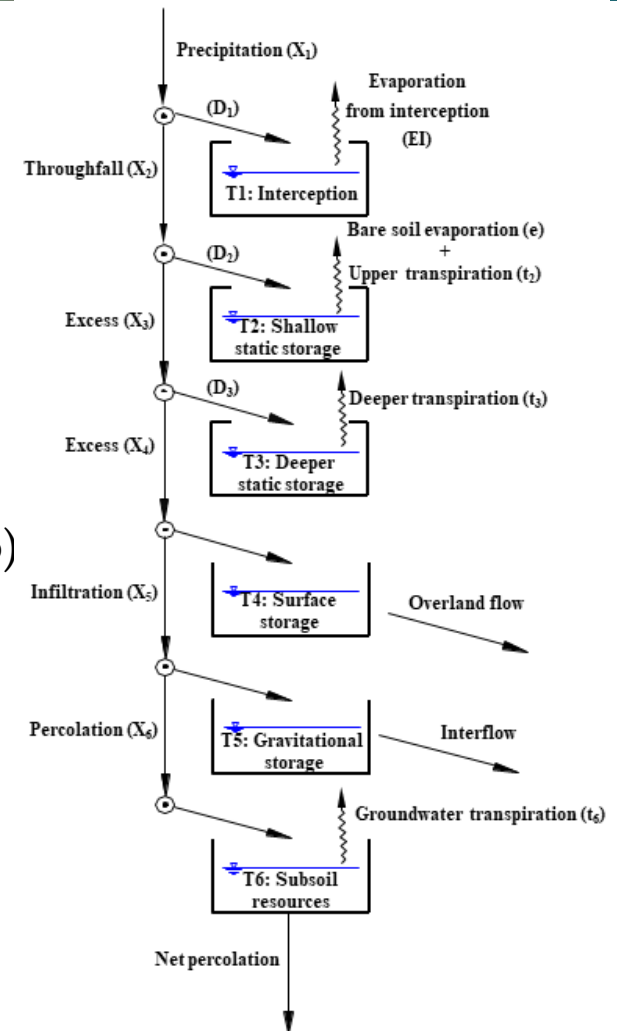 Precipitation (X₁)
Evaporation
from interception
(EI)
(D₁)
Throughfall (X₂)
T1: Interception
Bare soil evaporation (e)
+
Upper transpiration (t₂)
(D₂)
Excess (X₃)
T2: Shallow
static storage
(D₃)
Deeper transpiration (t₃)
Excess (X₄)
T3: Deeper
static storage
)
Infiltration (X₅)
T4: Surface
storage
Overland flow
Percolation (X₆)
T5: Gravitational
storage
Interflow
Groundwater transpiration (t₆)
T6: Subsoil
resources
Net percolation